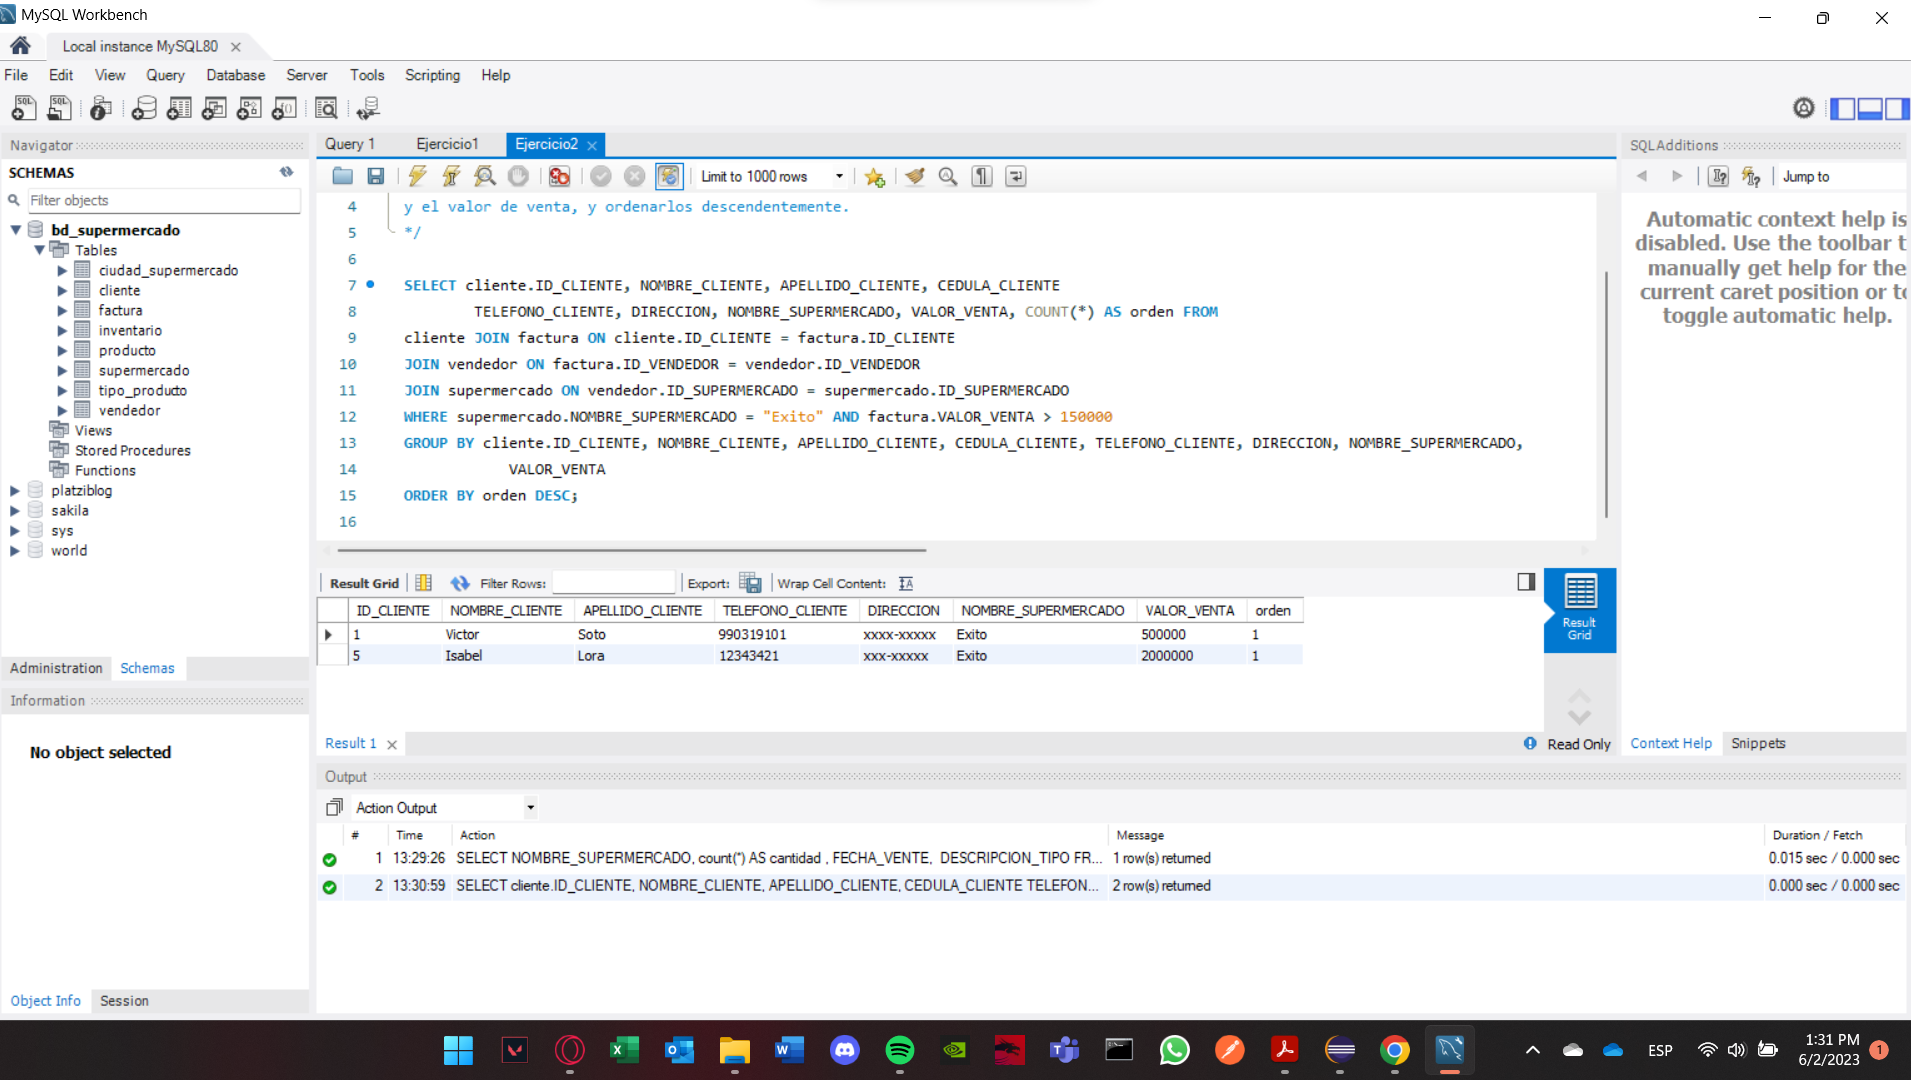 MySQL Workbench
Local instance MySQL80
File Edit View Query Database Server Tools Scripting Help
Navigator
SCHEMAS
Filter objects
bd_supermercado
Tables
ciudad_supermercado
cliente
factura
inventario
producto
supermercado
tipo_producto
vendedor
Views
Stored Procedures
Functions
platziblog
sakila
sys
world
Administration Schemas
Information
No object selected
Object Info Session
Query 1 Ejercicio1 Ejercicio2
Limit to 1000 rows
4 y el valor de venta, y ordenarlos descendentemente.
5 */
6
7 SELECT cliente.ID_CLIENTE, NOMBRE_CLIENTE, APELLIDO_CLIENTE, CEDULA_CLIENTE
8 TELEFONO_CLIENTE, DIRECCION, NOMBRE_SUPERMERCADO, VALOR_VENTA, COUNT(*) AS orden FROM
9 cliente JOIN factura ON cliente.ID_CLIENTE = factura.ID_CLIENTE
10 JOIN vendedor ON factura.ID_VENDEDOR = vendedor.ID_VENDEDOR
11 JOIN supermercado ON vendedor.ID_SUPERMERCADO = supermercado.ID_SUPERMERCADO
12 WHERE supermercado.NOMBRE_SUPERMERCADO = "Exito" AND factura.VALOR_VENTA > 150000
13 GROUP BY cliente.ID_CLIENTE, NOMBRE_CLIENTE, APELLIDO_CLIENTE, CEDULA_CLIENTE, TELEFONO_CLIENTE, DIRECCION, NOMBRE_SUPERMERCADO,
14 VALOR_VENTA
15 ORDER BY orden DESC;
16
Result Grid Filter Rows: Export: Wrap Cell Content:
ID_CLIENTE NOMBRE_CLIENTE APELLIDO_CLIENTE TELEFONO_CLIENTE DIRECCION NOMBRE_SUPERMERCADO VALOR_VENTA orden
1 Victor Soto 990319101 xxxx-xxxxx Exito 500000 1
5 Isabel Lora 12343421 xxx-xxxxx Exito 2000000 1
Result
Grid
Result 1
Read Only
SQLAdditions
Jump to
Automatic context help is
disabled. Use the toolbar t
manually get help for the
current caret position or to
toggle automatic help.
Context Help Snippets
Output
Action Output
# Time Action Message Duration / Fetch
1 13:29:26 SELECT NOMBRE_SUPERMERCADO, count(*) AS cantidad , FECHA_VENTE, DESCRIPCION_TIPO FR... 1 row(s) returned 0.015 sec / 0.000 sec
2 13:30:59 SELECT cliente.ID_CLIENTE, NOMBRE_CLIENTE, APELLIDO_CLIENTE, CEDULA_CLIENTE TELEFON... 2 row(s) returned 0.000 sec / 0.000 sec
ESP
1:31 PM
6/2/2023
1